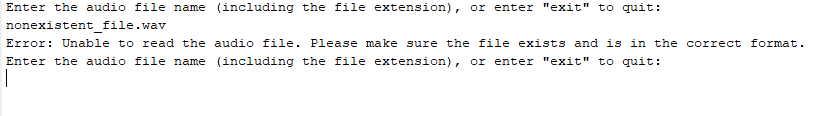 Enter the audio file name (including the file extension), or enter "exit" to quit:
nonexistent_file.wav
Error: Unable to read the audio file. Please make sure the file exists and is in the correct format.
Enter the audio file name (including the file extension), or enter "exit" to quit: